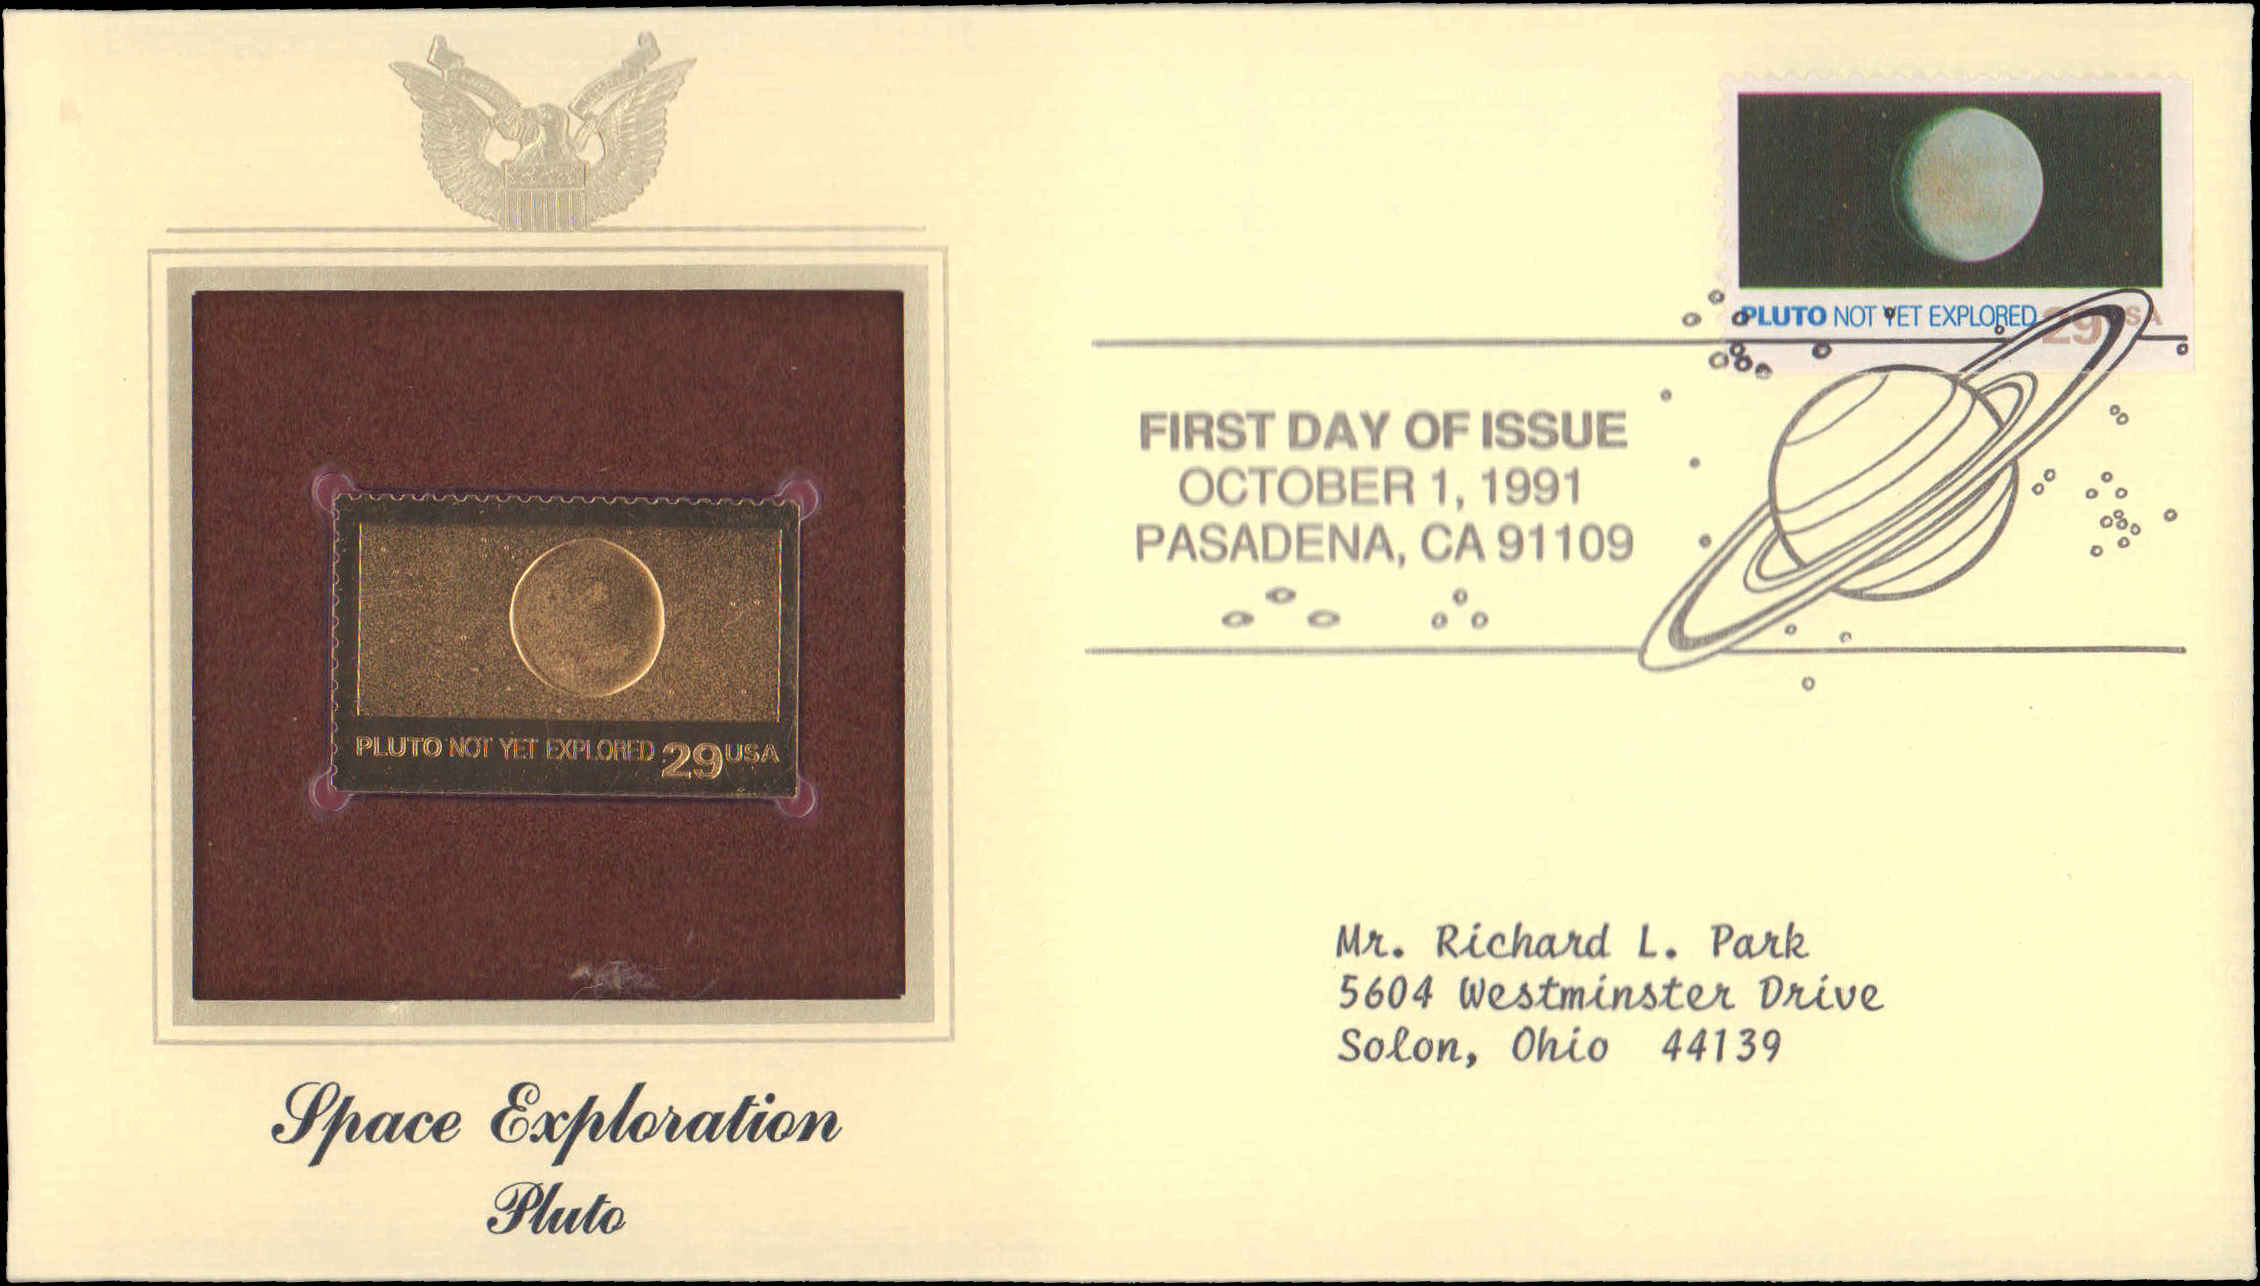 PLUTO NOT YET EXPLORED 29 USA
FIRST DAY OF ISSUE
OCTOBER 1, 1991
PASADENA, CA 91109
PLUTO NOT YET EXPLORED 29 USA
Mr. Richard L. Park
5604 Westminster Drive
Solon, Ohio 44139
Space Exploration
Pluto